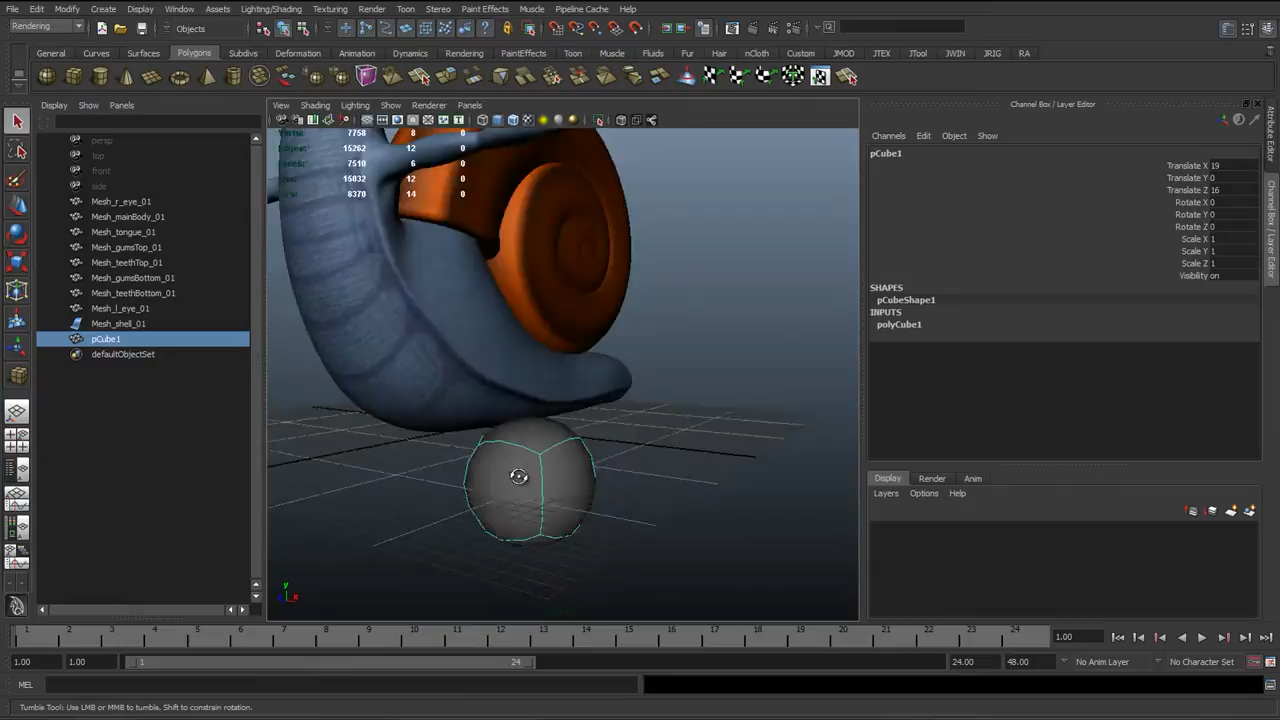 File Edit Modify Create Display Window Assets Lighting/Shading Texturing Render Toon Stereo Paint Effects Muscle Pipeline Cache Help
Rendering Objects
General Curves Surfaces Polygons Subdivs Deformation Animation Dynamics Rendering PaintEffects Toon Muscle Fluids Fur Hair nCloth Custom JMOD JTEX JTool JWIN JRIG RA
Display Show Panels
View Shading Lighting Show Renderer Panels
Channel Box / Layer Editor
Channels Edit Object Show
persp
top
front
side
Mesh_r_eye_01
Mesh_mainBody_01
Mesh_tongue_01
Mesh_gumsTop_01
Mesh_teethTop_01
Mesh_gumsBottom_01
Mesh_teethBottom_01
Mesh_l_eye_01
Mesh_shell_01
pCube1
defaultObjectSet
7758 8 0
15262 12 0
7510 6 0
15032 12 0
8370 14 0
y
x
pCube1
Translate X 19
Translate Y 0
Translate Z 16
Rotate X 0
Rotate Y 0
Rotate Z 0
Scale X 1
Scale Y 1
Scale Z 1
Visibility on
SHAPES
pCubeShape1
INPUTS
polyCube1
Display Render Anim
Layers Options Help
Attribute Editor
Channel Box / Layer Editor
1 2 3 4 5 6 7 8 9 10 11 12 13 14 15 16 17 18 19 20 21 22 23 24 1.00
1.00 1.00 1 24 24.00 48.00 No Anim Layer No Character Set
MEL
Tumble Tool: Use LMB or MMB to tumble. Shift to constrain rotation.